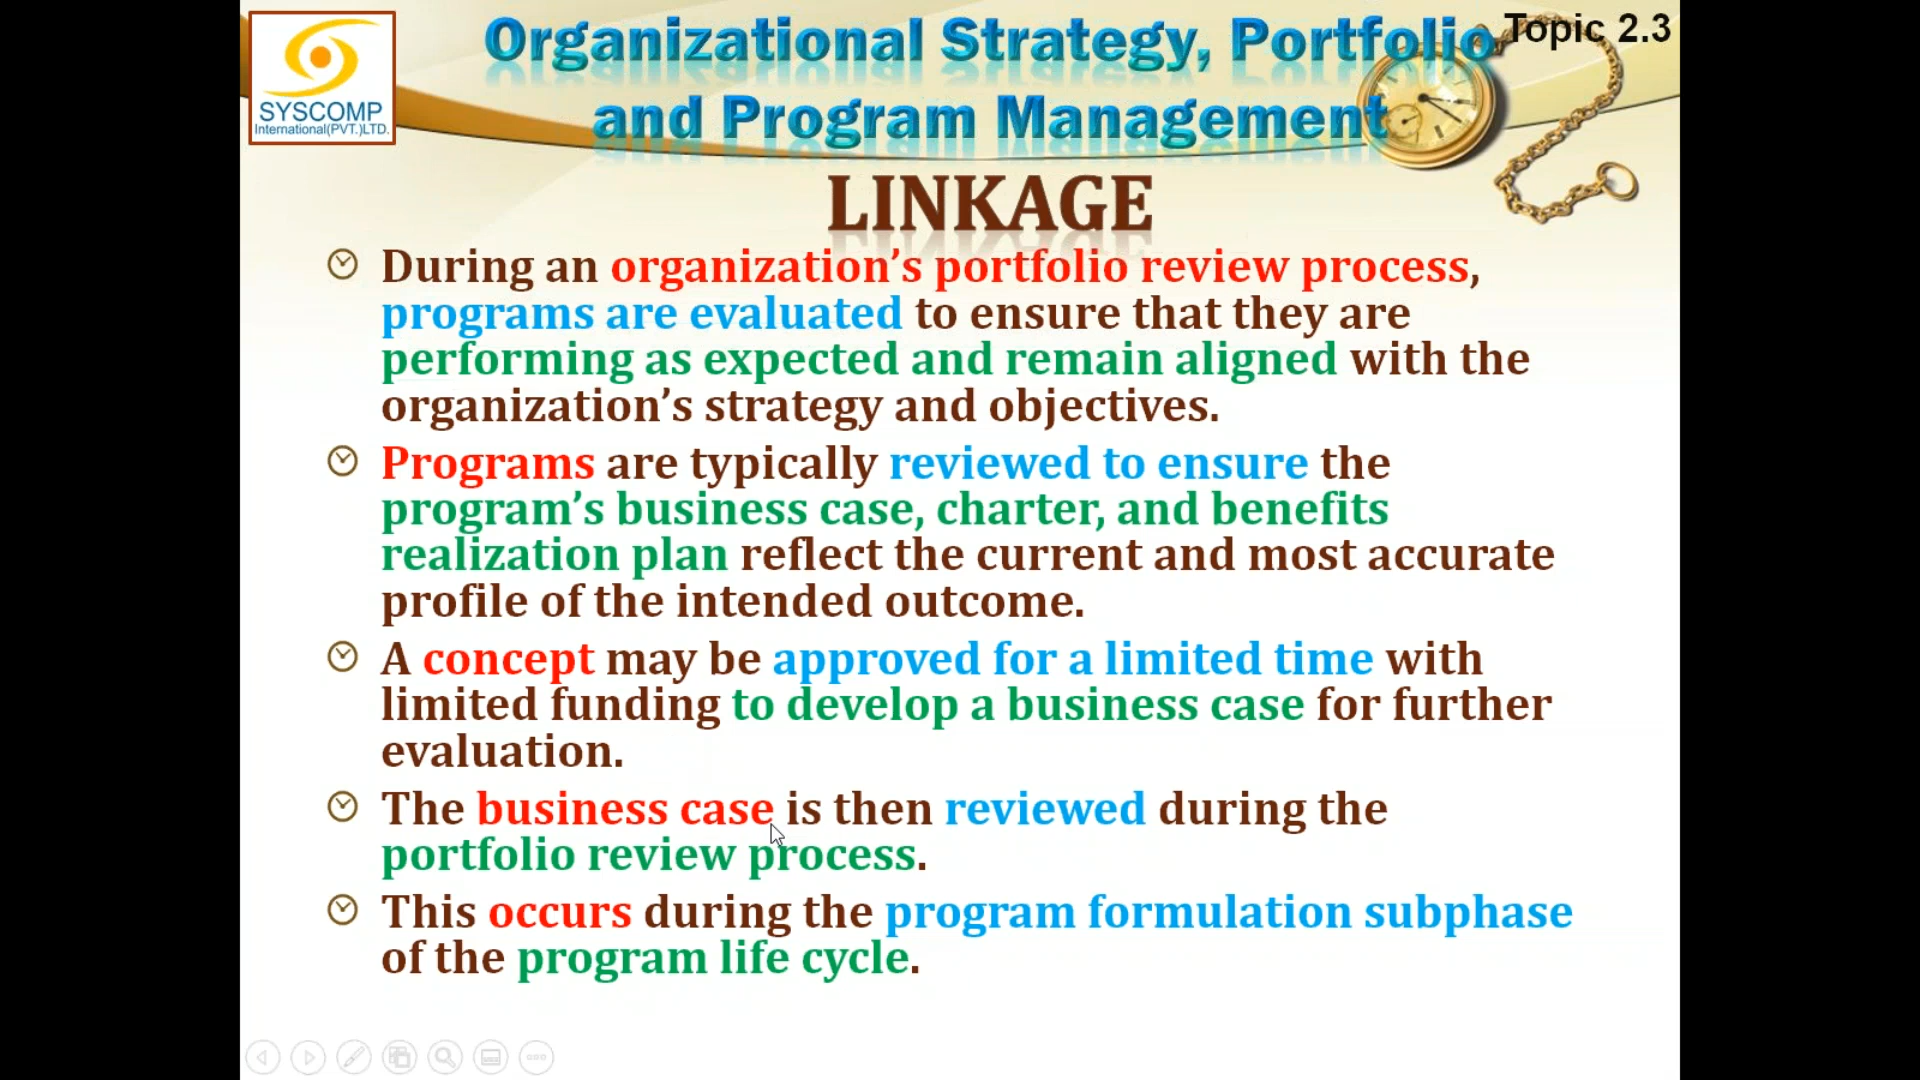 SYSCOMP
International(PVT.)LTD.
Organizational Strategy, Portfolio
Topic 2.3
and Program Management
LINKAGE
During an organization’s portfolio review process,
programs are evaluated to ensure that they are
performing as expected and remain aligned with the
organization’s strategy and objectives.
Programs are typically reviewed to ensure the
program’s business case, charter, and benefits
realization plan reflect the current and most accurate
profile of the intended outcome.
A concept may be approved for a limited time with
limited funding to develop a business case for further
evaluation.
The business case is then reviewed during the
portfolio review process.
This occurs during the program formulation subphase
of the program life cycle.